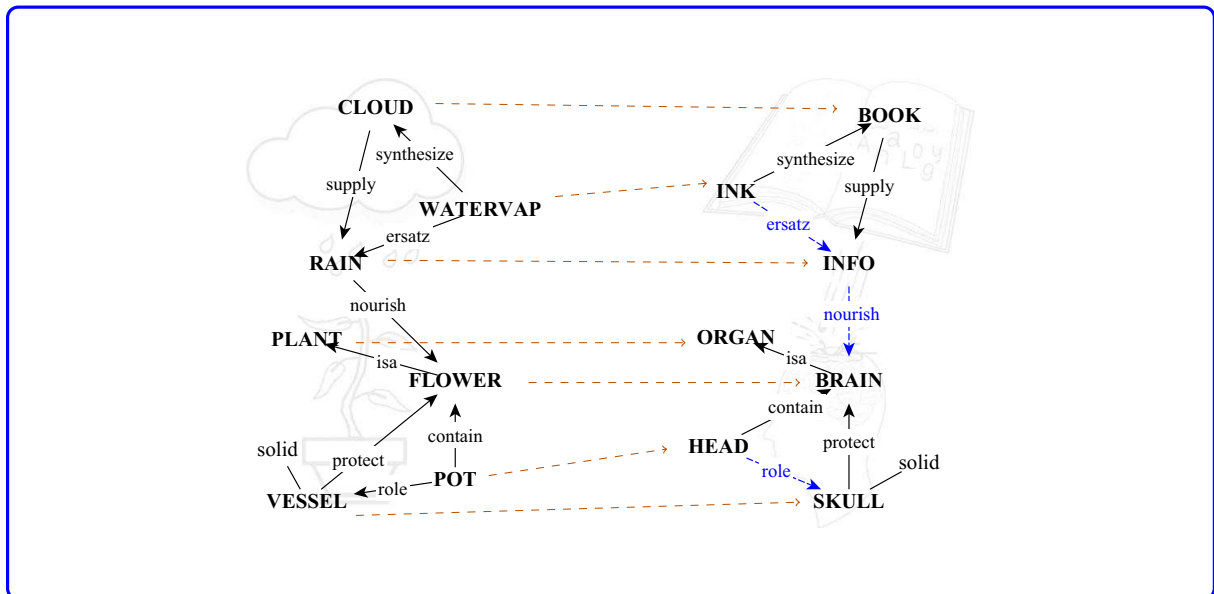 CLOUD
BOOK
synthesize
synthesize
supply
supply
INK
WATERVAP
ersatz
ersatz
RAIN
INFO
nourish
nourish
PLANT
ORGAN
isa
isa
FLOWER
BRAIN
contain
contain
protect
protect
HEAD
solid
solid
role
role
POT
VESSEL
SKULL